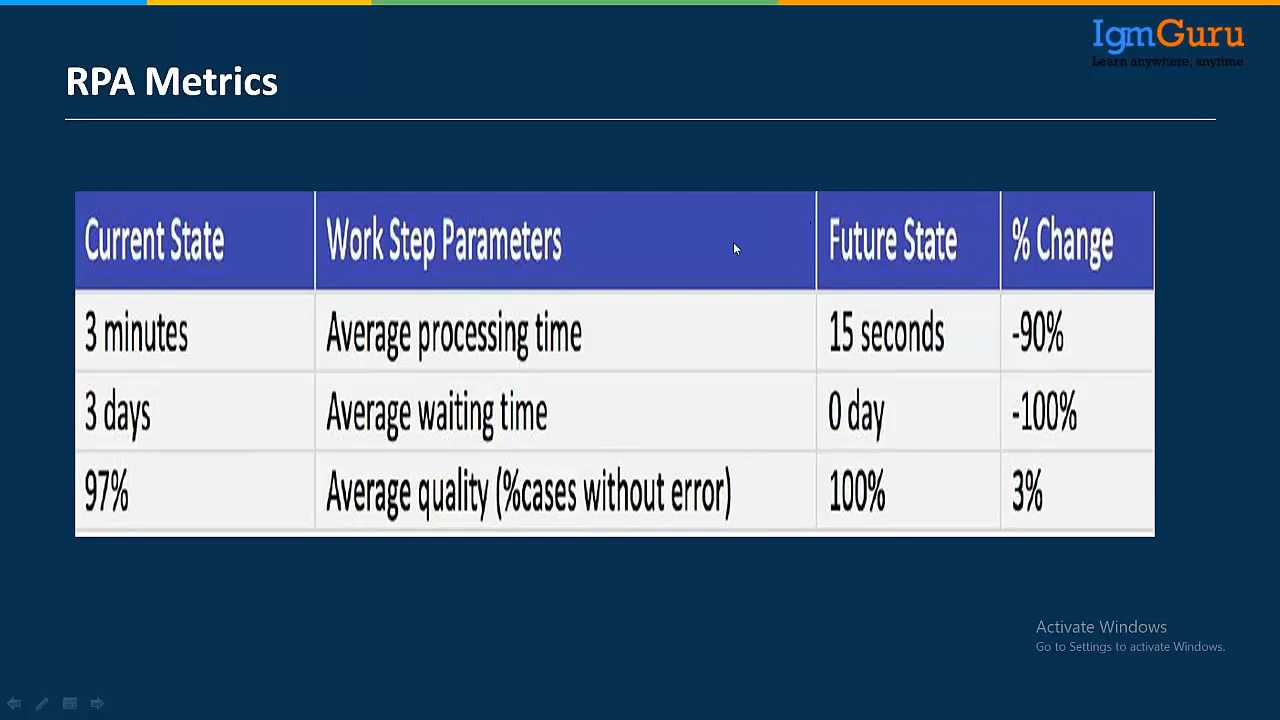 IgmGuru
Learn anywhere, anytime
RPA Metrics
Current State Work Step Parameters Future State % Change
3 minutes Average processing time 15 seconds -90%
3 days Average waiting time 0 day -100%
97% Average quality (%cases without error) 100% 3%
Activate Windows
Go to Settings to activate Windows.